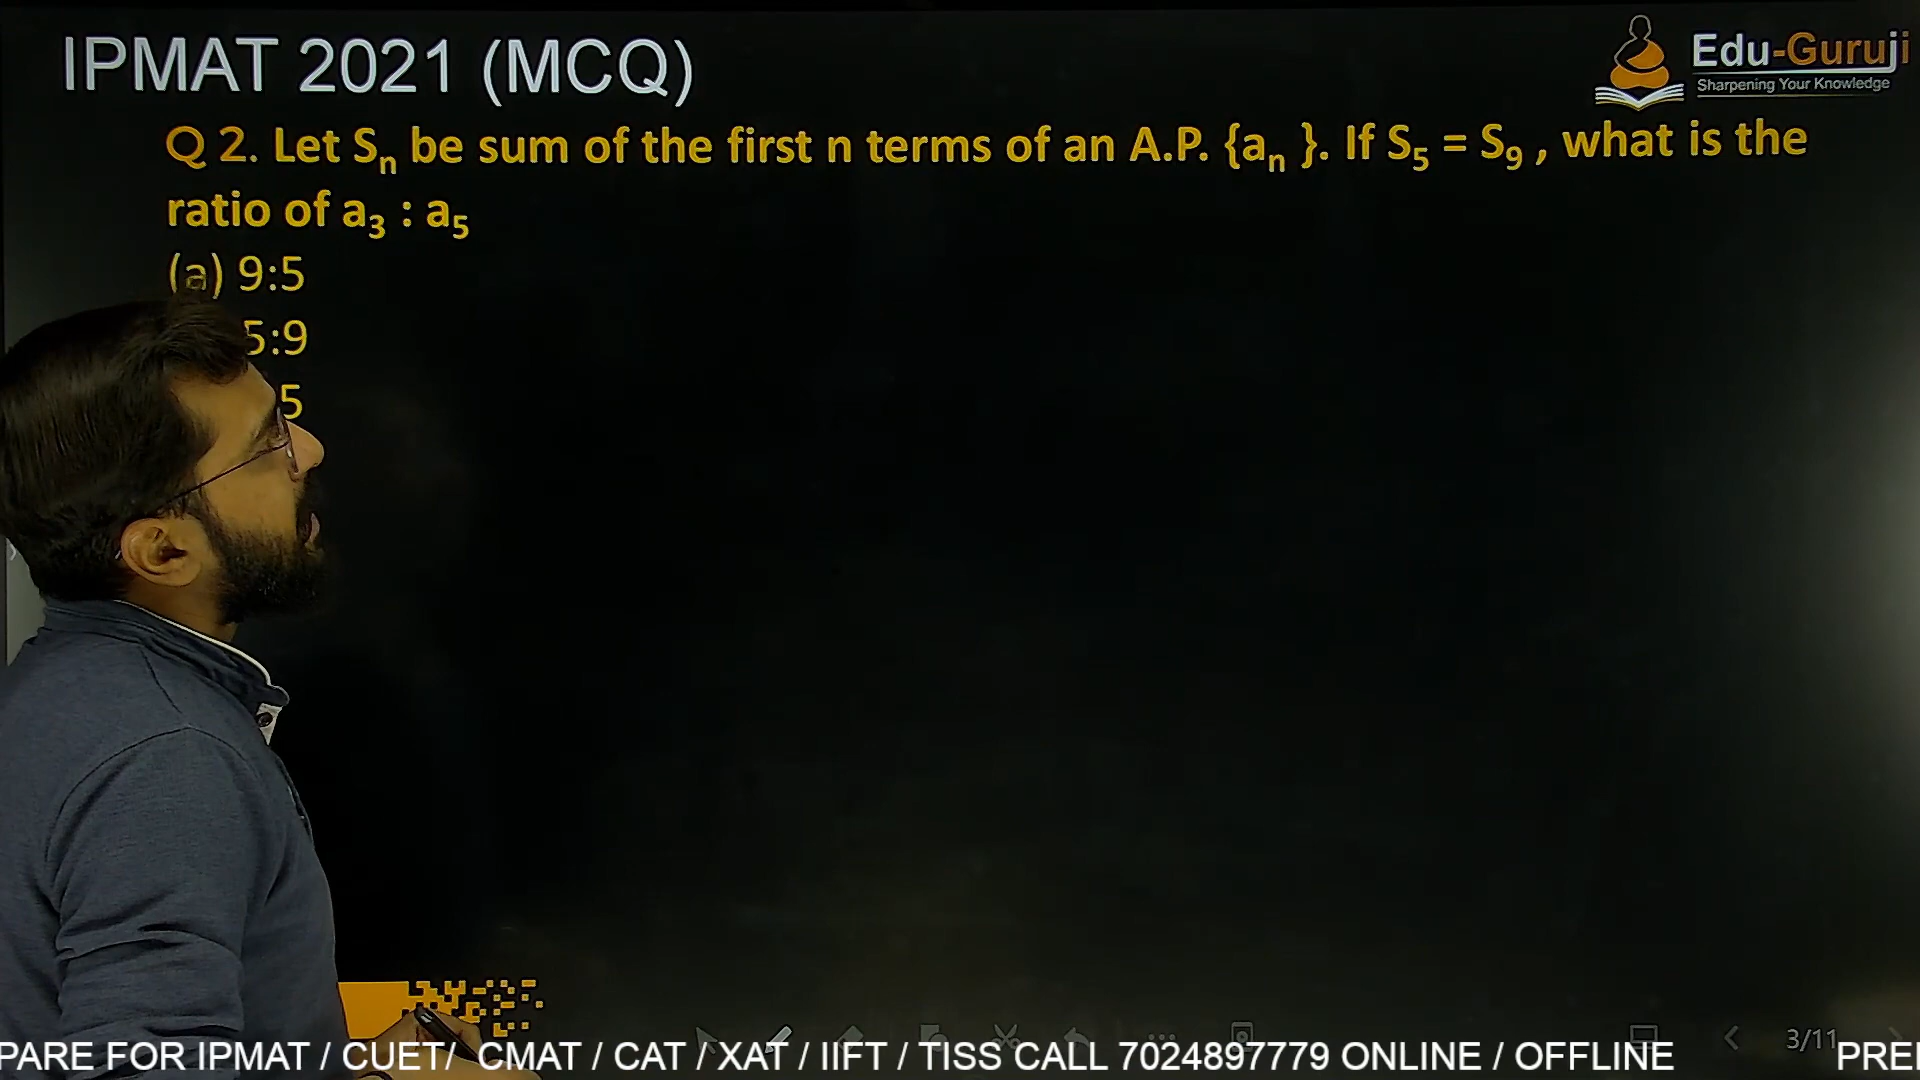 IPMAT 2021 (MCQ)
Edu-Guruji
Sharpening Your Knowledge
Q 2. Let Sn be sum of the first n terms of an A.P. {an }. If S5 = S9 , what is the
ratio of a3 : a5
(a) 9:5
5:9
5
3/11
PARE FOR IPMAT / CUET/ CMAT / CAT / XAT / IIFT / TISS CALL 7024897779 ONLINE / OFFLINE